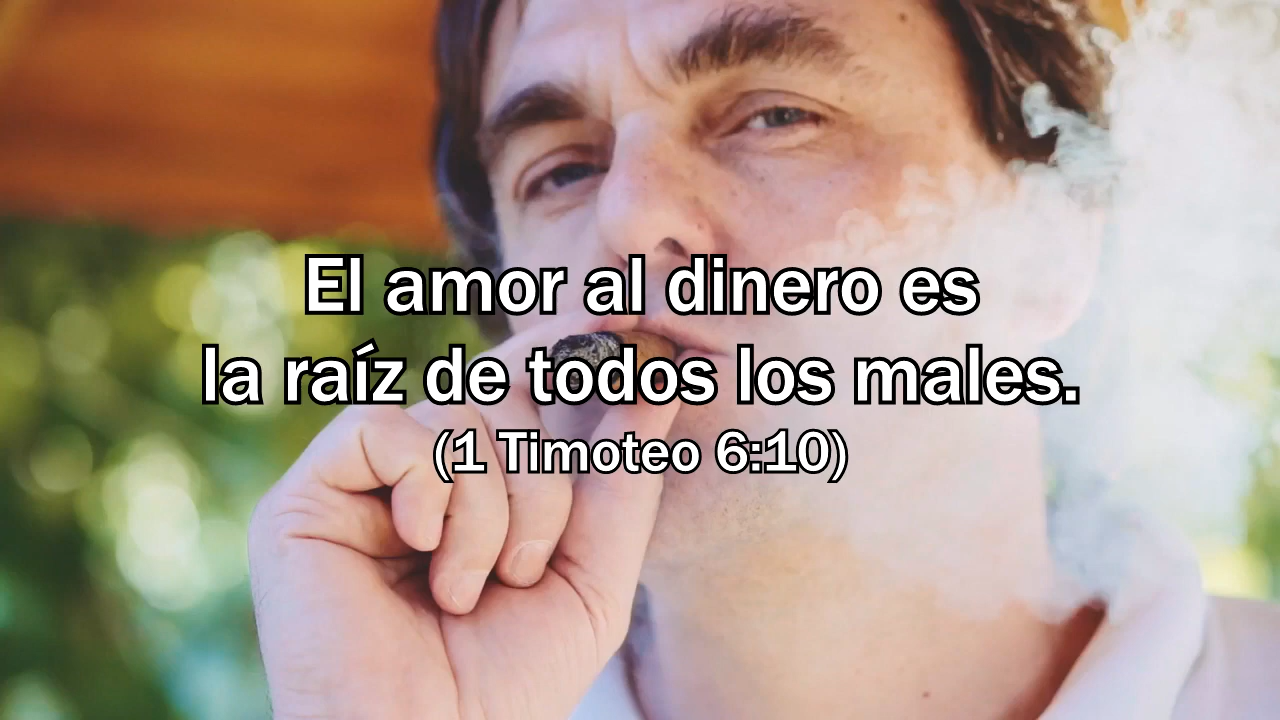 El amor al dinero es
la raíz de todos los males.
(1 Timoteo 6:10)